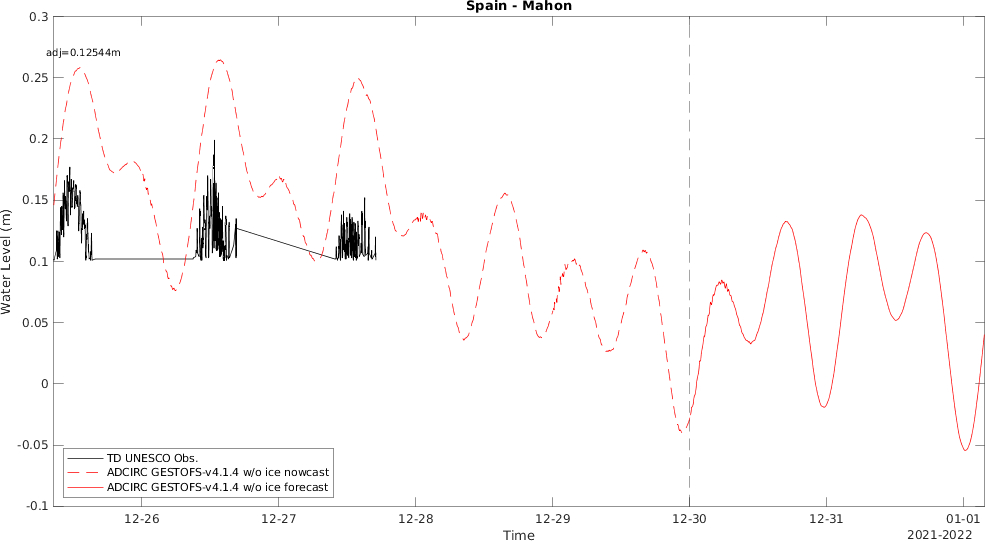 Spain - Mahon
adj=0.12544m
0.3
0.25
0.2
0.15
0.1
0.05
0
-0.05
-0.1
Water Level (m)
TD UNESCO Obs.
ADCIRC GESTOFS-v4.1.4 w/o ice nowcast
ADCIRC GESTOFS-v4.1.4 w/o ice forecast
12-26 12-27 12-28 12-29 12-30 12-31 01-01
Time
2021-2022